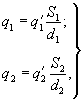 q₁ = q₁′ S₁/d₁;
q₂ = q₂′ S₂/d₂,